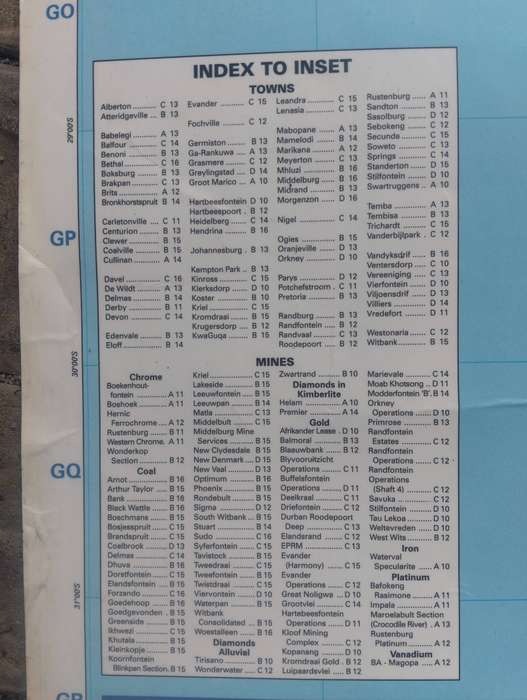 GO
GP
GQ
GR
29°00'S
30°00'S
31°00'S
INDEX TO INSET
TOWNS
Alberton ......... C 13
Atteridgeville ... B 13
Babelegi ......... A 13
Balfour .......... C 14
Benoni ........... B 13
Bethal ........... C 16
Boksburg ......... B 13
Brakpan .......... C 13
Brits ............ A 12
Bronkhorstspruit B 14
Carletonville .... C 11
Centurion ........ B 13
Clewer ........... B 15
Coalville ........ B 15
Cullinan ......... A 14
Davel ............ C 16
De Wildt ......... A 13
Delmas ........... B 14
Derby ............ B 11
Devon ............ C 14
Edenvale ......... B 13
Eloff ............ B 14
Evander .......... C 15
Fochville ........ C 12
Germiston ........ B 13
Ga-Rankuwa ....... A 13
Grasmere ......... C 12
Greylingstad ..... D 14
Groot Marico ..... A 10
Hartbeesfontein D 10
Hartbeespoort . B 12
Heidelberg ....... C 14
Hendrina ......... B 16
Johannesburg . B 13
Kempton Park .. B 13
Kinross .......... C 15
Klerksdorp ....... D 10
Koster ........... B 10
Kriel ............ C 15
Kromdraai ........ B 15
Krugersdorp ...... B 12
KwaGuqa .......... B 15
Leandra .......... C 15
Lenasia .......... C 13
Mabopane ......... A 13
Mamelodi ......... B 14
Marikana ......... A 12
Meyerton ......... C 13
Mhluzi ........... B 16
Middelburg ....... B 16
Midrand .......... B 13
Morgenzon ........ D 16
Nigel ............ C 14
Ogies ............ B 15
Oranjeville ...... D 13
Orkney ........... D 10
Parys ............ D 12
Potchefstroom . C 11
Pretoria ......... B 13
Randburg ......... B 13
Randfontein ...... B 12
Randvaal ......... C 13
Roodepoort ....... B 12
Rustenburg ....... A 11
Sandton .......... B 13
Sasolburg ........ D 12
Sebokeng ......... C 12
Secunda .......... C 15
Soweto ........... C 13
Springs .......... C 14
Standerton ....... D 15
Stilfontein ...... D 10
Swartruggens .. A 10
Temba ............ A 13
Tembisa .......... B 13
Trichardt ........ C 15
Vanderbijlpark . C 12
Vandyksdrif ...... B 16
Ventersdorp ...... C 10
Vereeniging ...... C 13
Vierfontein ...... D 10
Viljoensdrif ..... D 13
Villiers ......... D 14
Vredefort ........ D 11
Westonaria ....... C 12
Witbank .......... B 15
MINES
Chrome
Boekenhout-
fontein .......... A 11
Boshoek .......... A 11
Hernic
Ferrochrome ... A 12
Rustenburg ....... B 11
Western Chrome. A 11
Wonderkop
Section .......... B 12
Coal
Arnot ............ B 16
Arthur Taylor .... B 15
Bank ............. B 16
Black Wattle ..... B 16
Boschmans ........ B 15
Bosjesspruit ..... C 15
Brandspruit ...... C 15
Coalbrook ........ D 13
Delmas ........... C 14
Dhuva ............ B 16
Dorstfontein ..... C 15
Elandsfontein .... B 16
Forzando ......... C 16
Goedehoop ........ B 16
Goedgevonden .. B 15
Greenside ........ B 15
Ikhwezi .......... C 15
Khutala .......... B 15
Kleinkopje ....... B 15
Koornfontein
Blinkpan Section. B 15
Kriel ............ C 15
Lakeside ......... B 15
Leeuwfontein ..... B 15
Leeuwpan ......... B 14
Matla ............ C 13
Middelbult ....... C 15
Middelburg Mine
Services ......... B 15
New Clydesdale B 15
New Denmark ... D 15
New Vaal ......... D 13
Optimum .......... B 16
Phoenix .......... B 15
Rondebult ........ B 15
Sigma ............ D 12
South Witbank .. B 15
Stuart ........... B 14
Sudo ............. C 16
Syferfontein ..... C 15
Tavistock ........ B 15
Tweedraai ........ C 15
Tweefontein ...... B 15
Twistdraai ....... C 15
Viervontein ...... D 10
Waterpan ......... B 15
Witbank
Consolidated .. B 15
Woestalleen ...... B 16
Diamonds
Alluvial
Tirisano ......... B 10
Wonderwater ...... C 12
Zwartrand ........ B 10
Diamonds in
Kimberlite
Helam ............ A 10
Premier .......... A 14
Gold
Afrikander Lease . D 10
Balmoral ......... B 13
Blaauwbank ....... B 12
Blyvooruitzicht
Operations ....... C 11
Buffelsfontein
Operations ....... D 11
Deelkraal ........ C 11
Driefontein ...... C 12
Durban Roodepoort
Deep ............. C 13
Elandsrand ....... C 12
EPRM ............. C 13
Evander
(Harmony) ........ C 15
Evander
Operations ....... C 12
Great Noligwa .. D 10
Grootvlei ........ C 14
Hartebeesfontein
Operations ....... D 11
Kloof Mining
Complex .......... C 12
Kopanang ......... D 10
Kromdraai Gold . B 12
Luipaardsvlei .... B 12
Marievale ........ C 14
Moab Khotsong .. D 11
Modderfontein 'B'. B 14
Orkney
Operations ....... D 10
Primrose ......... B 13
Randfontein
Estates .......... C 12
Randfontein
Operations ....... C 12
Randfontein
Operations
(Shaft 4) ........ C 12
Savuka ........... C 12
Stilfontein ...... D 10
Tau Lekoa ........ D 10
Weltevreden ...... D 10
West Wits ........ B 12
Iron
Waterval
Specularite ...... A 10
Platinum
Bafokeng
Rasimone ......... A 11
Impala ........... A 11
Maroelabult Section
(Crocodile River) . A 13
Rustenburg
Platinum ......... A 12
Vanadium
BA - Magopa ..... A 12